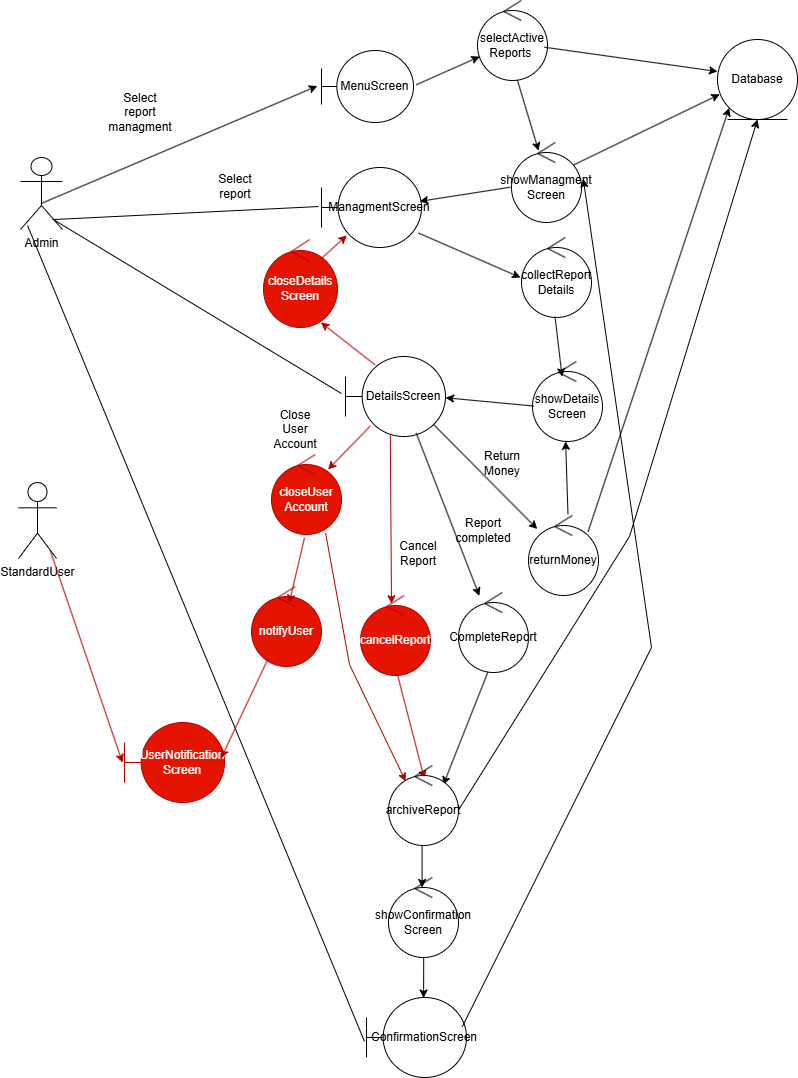 selectActive
Reports
Database
MenuScreen
Select
report
managment
showManagment
Screen
Select
report
ManagmentScreen
Admin
collectReport
Details
closeDetails
Screen
DetailsScreen
showDetails
Screen
Close
User
Account
Return
Money
closeUser
Account
Report
completed
Cancel
Report
returnMoney
StandardUser
notifyUser
cancelReport
CompleteReport
UserNotification
Screen
archiveReport
showConfirmation
Screen
ConfirmationScreen